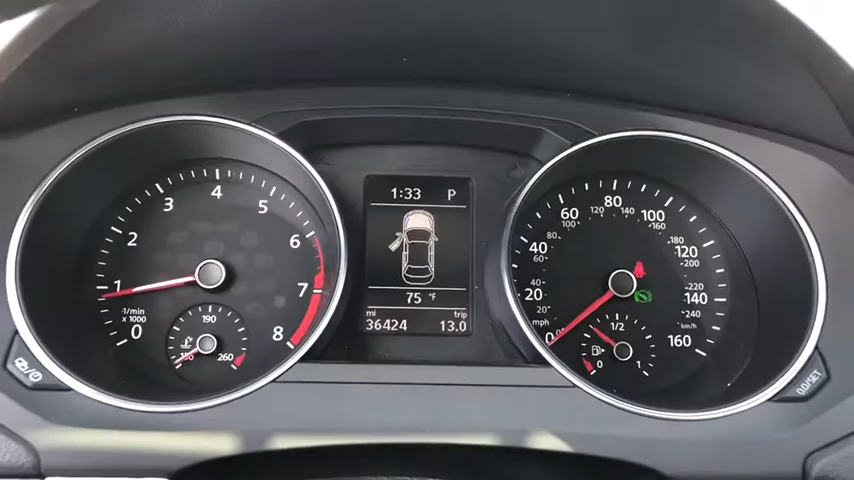 1:33 P
75 °F
mi trip
36424 13.0
0 1 2 3 4 5 6 7 8
1/min
x 1000
130 190 260
0 20 40 60 80 100 120 140 160
mph
60 100 120 140 160 180 200 220 240
km/h
0 1/2 1
0.0/SET